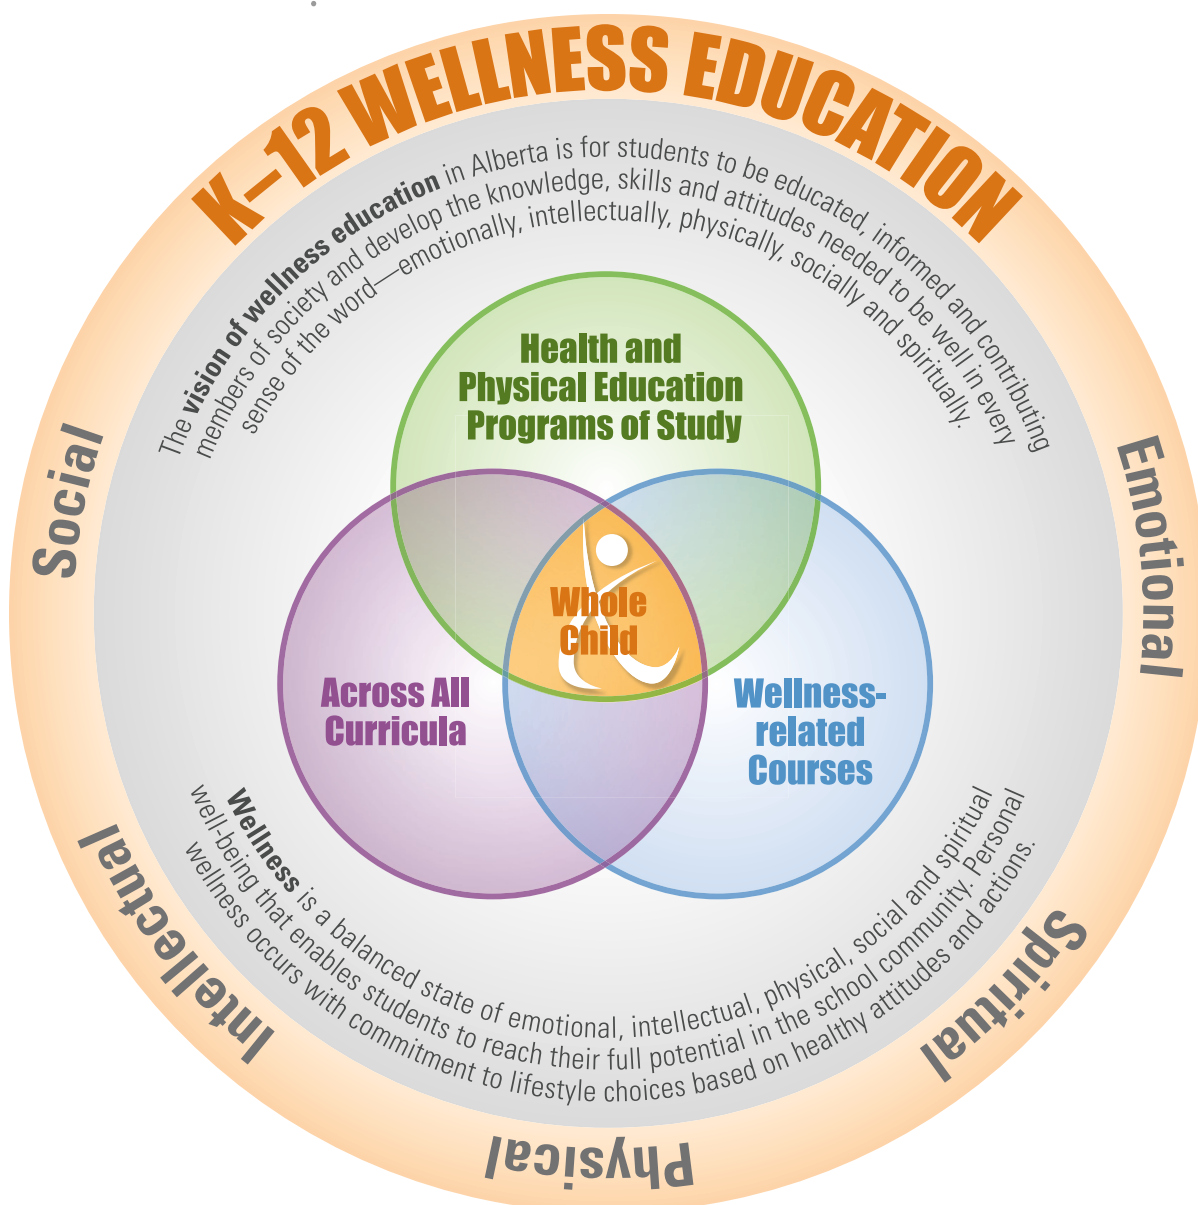 K–12 WELLNESS EDUCATION
The vision of wellness education in Alberta is for students to be educated, informed and contributing
members of society and develop the knowledge, skills and attitudes needed to be well in every
sense of the word—emotionally, intellectually, physically, socially and spiritually.
Health and
Physical Education
Programs of Study
Social
Emotional
Whole
Child
Across All
Curricula
Wellness-
related
Courses
Wellness is a balanced state of emotional, intellectual, physical, social and spiritual
well-being that enables students to reach their full potential in the school community. Personal
wellness occurs with commitment to lifestyle choices based on healthy attitudes and actions.
Intellectual
Spiritual
Physical